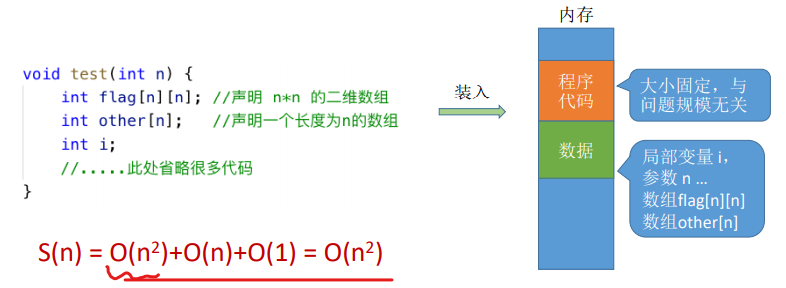 void test(int n) {
int flag[n][n]; //声明 n*n 的二维数组
int other[n]; //声明一个长度为n的数组
int i;
//.....此处省略很多代码
}
S(n) = O(n²)+O(n)+O(1) = O(n²)
装入
内存
程序
代码
数据
大小固定，与
问题规模无关
局部变量 i，
参数 n ...
数组flag[n][n]
数组other[n]